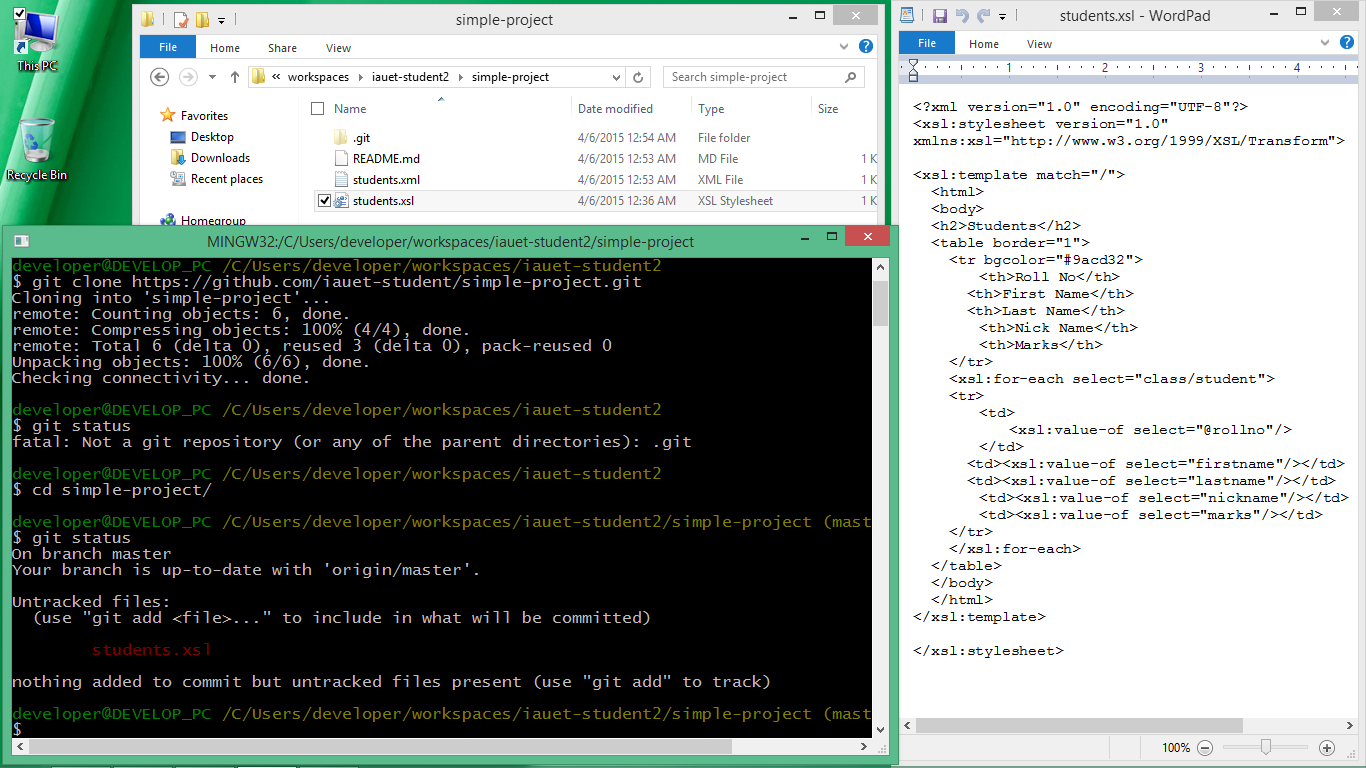 This PC
Recycle Bin
simple-project
File Home Share View
« workspaces iauet-student2 simple-project
Search simple-project
Favorites
Desktop
Downloads
Recent places
Homegroup
Name Date modified Type Size
.git 4/6/2015 12:54 AM File folder
README.md 4/6/2015 12:53 AM MD File 1 K
students.xml 4/6/2015 12:53 AM XML File 1 K
students.xsl 4/6/2015 12:36 AM XSL Stylesheet 1 K
MINGW32:/C/Users/developer/workspaces/iauet-student2/simple-project
developer@DEVELOP_PC /C/Users/developer/workspaces/iauet-student2
$ git clone https://github.com/iauet-student/simple-project.git
Cloning into 'simple-project'...
remote: Counting objects: 6, done.
remote: Compressing objects: 100% (4/4), done.
remote: Total 6 (delta 0), reused 3 (delta 0), pack-reused 0
Unpacking objects: 100% (6/6), done.
Checking connectivity... done.
developer@DEVELOP_PC /C/Users/developer/workspaces/iauet-student2
$ git status
fatal: Not a git repository (or any of the parent directories): .git
developer@DEVELOP_PC /C/Users/developer/workspaces/iauet-student2
$ cd simple-project/
developer@DEVELOP_PC /C/Users/developer/workspaces/iauet-student2/simple-project (mast
$ git status
On branch master
Your branch is up-to-date with 'origin/master'.
Untracked files:
(use "git add <file>..." to include in what will be committed)
students.xsl
nothing added to commit but untracked files present (use "git add" to track)
developer@DEVELOP_PC /C/Users/developer/workspaces/iauet-student2/simple-project (mast
$
students.xsl - WordPad
File Home View
1 2 3 4
<?xml version="1.0" encoding="UTF-8"?>
<xsl:stylesheet version="1.0"
xmlns:xsl="http://www.w3.org/1999/XSL/Transform">
<xsl:template match="/">
<html>
<body>
<h2>Students</h2>
<table border="1">
<tr bgcolor="#9acd32">
<th>Roll No</th>
<th>First Name</th>
<th>Last Name</th>
<th>Nick Name</th>
<th>Marks</th>
</tr>
<xsl:for-each select="class/student">
<tr>
<td>
<xsl:value-of select="@rollno"/>
</td>
<td><xsl:value-of select="firstname"/></td>
<td><xsl:value-of select="lastname"/></td>
<td><xsl:value-of select="nickname"/></td>
<td><xsl:value-of select="marks"/></td>
</tr>
</xsl:for-each>
</table>
</body>
</html>
</xsl:template>
</xsl:stylesheet>
100%